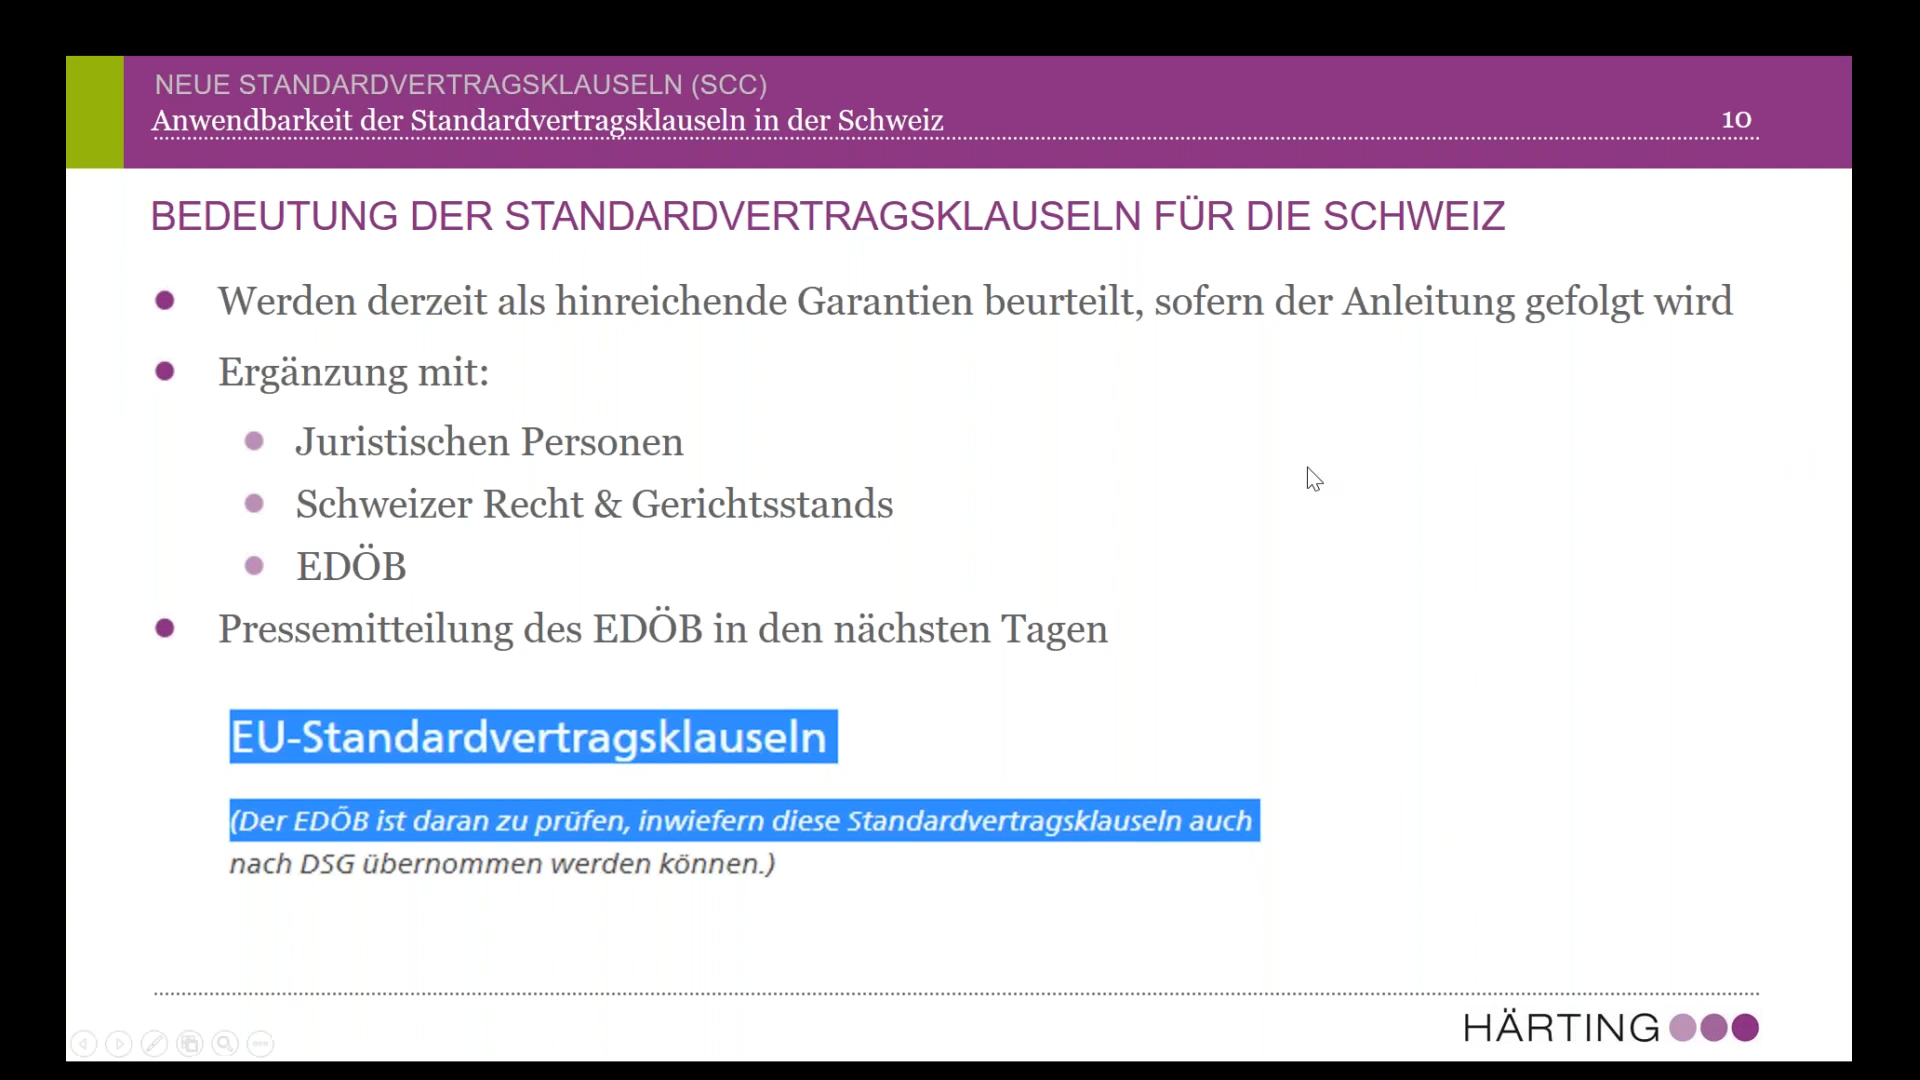 NEUE STANDARDVERTRAGSKLAUSELN (SCC)
Anwendbarkeit der Standardvertragsklauseln in der Schweiz
10
BEDEUTUNG DER STANDARDVERTRAGSKLAUSELN FÜR DIE SCHWEIZ
Werden derzeit als hinreichende Garantien beurteilt, sofern der Anleitung gefolgt wird
Ergänzung mit:
Juristischen Personen
Schweizer Recht & Gerichtsstands
EDÖB
Pressemitteilung des EDÖB in den nächsten Tagen
EU-Standardvertragsklauseln
(Der EDÖB ist daran zu prüfen, inwiefern diese Standardvertragsklauseln auch
nach DSG übernommen werden können.)
HÄRTING